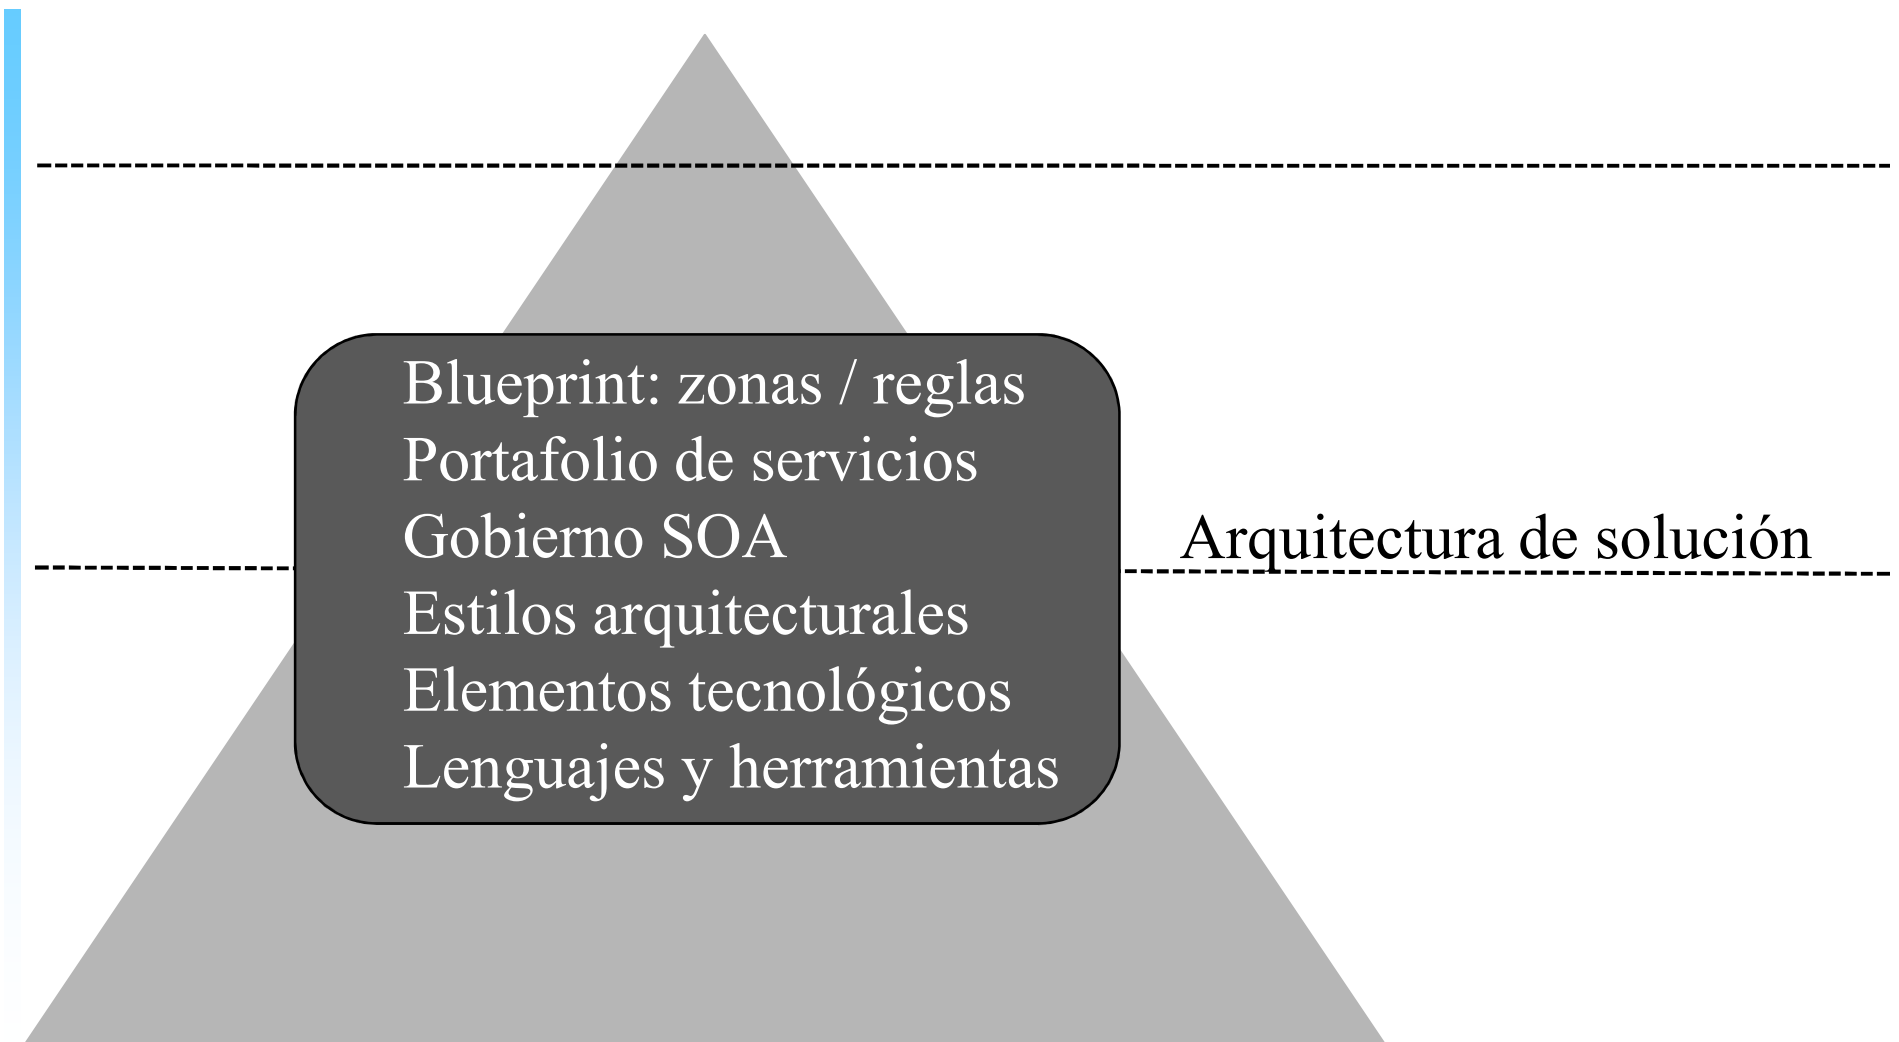 Blueprint: zonas / reglas
Portafolio de servicios
Gobierno SOA
Arquitectura de solución
Estilos arquitecturales
Elementos tecnológicos
Lenguajes y herramientas